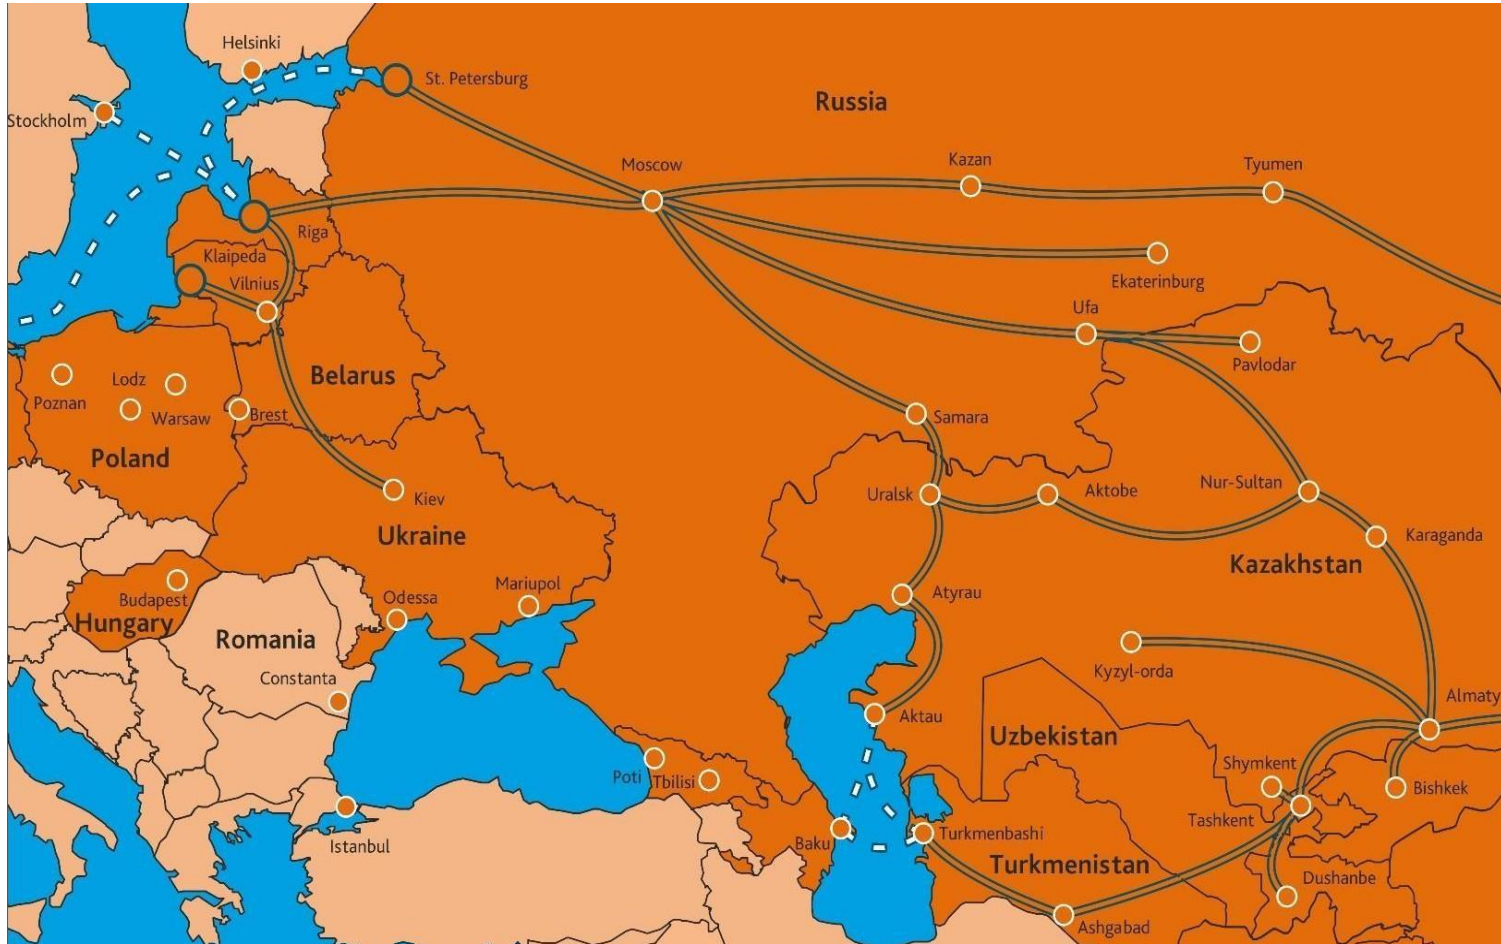 Helsinki
St. Petersburg
Russia
Stockholm
Moscow
Kazan
Tyumen
Riga
Klaipeda
Vilnius
Ekaterinburg
Ufa
Pavlodar
Belarus
Lodz
Poznan
Warsaw
Brest
Samara
Poland
Kiev
Uralsk
Aktobe
Nur-Sultan
Ukraine
Karaganda
Kazakhstan
Budapest
Hungary
Odessa
Mariupol
Atyrau
Romania
Constanta
Kyzyl-orda
Almaty
Aktau
Uzbekistan
Poti
Tbilisi
Shymkent
Bishkek
Tashkent
Istanbul
Baku
Turkmenbashi
Turkmenistan
Dushanbe
Ashgabad